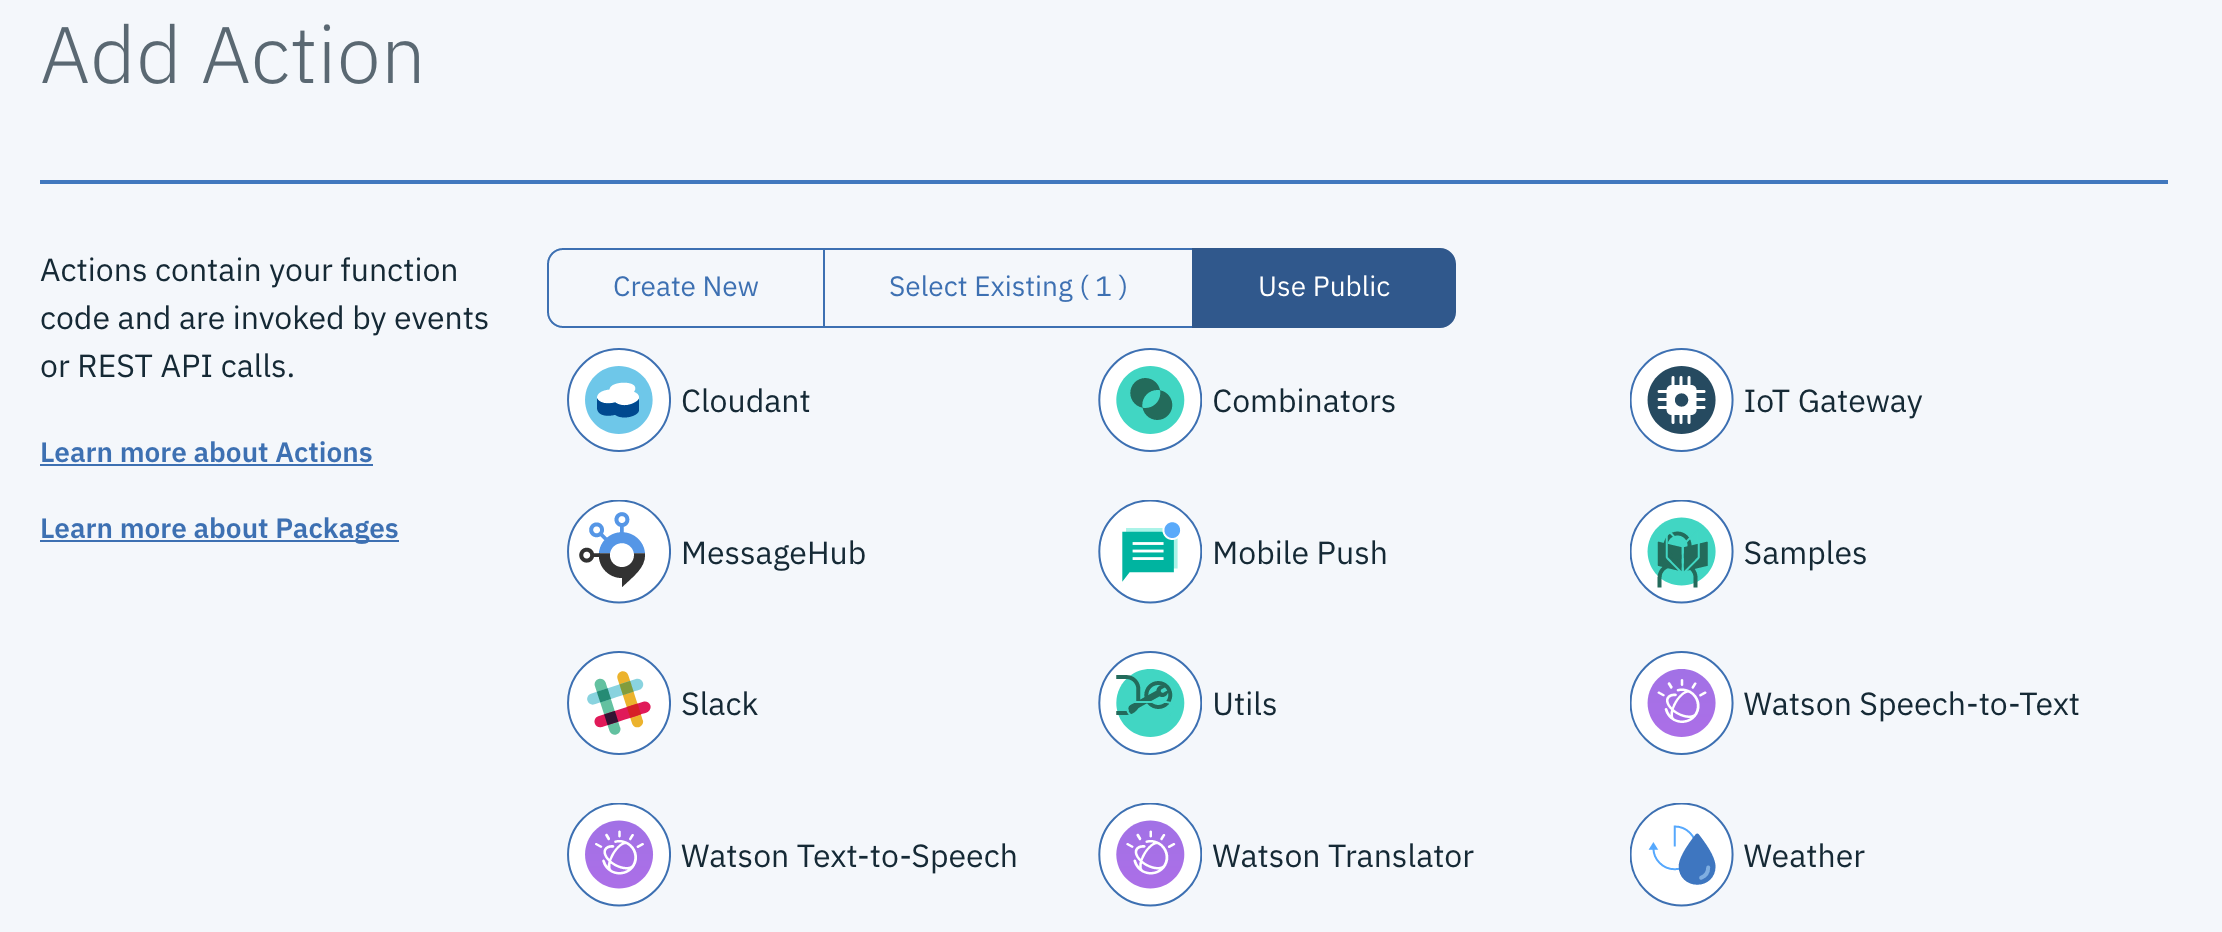 Add Action
Actions contain your function
code and are invoked by events
or REST API calls.
Learn more about Actions
Learn more about Packages
Create New
Select Existing ( 1 )
Use Public
Cloudant
Combinators
IoT Gateway
MessageHub
Mobile Push
Samples
Slack
Utils
Watson Speech-to-Text
Watson Text-to-Speech
Watson Translator
Weather